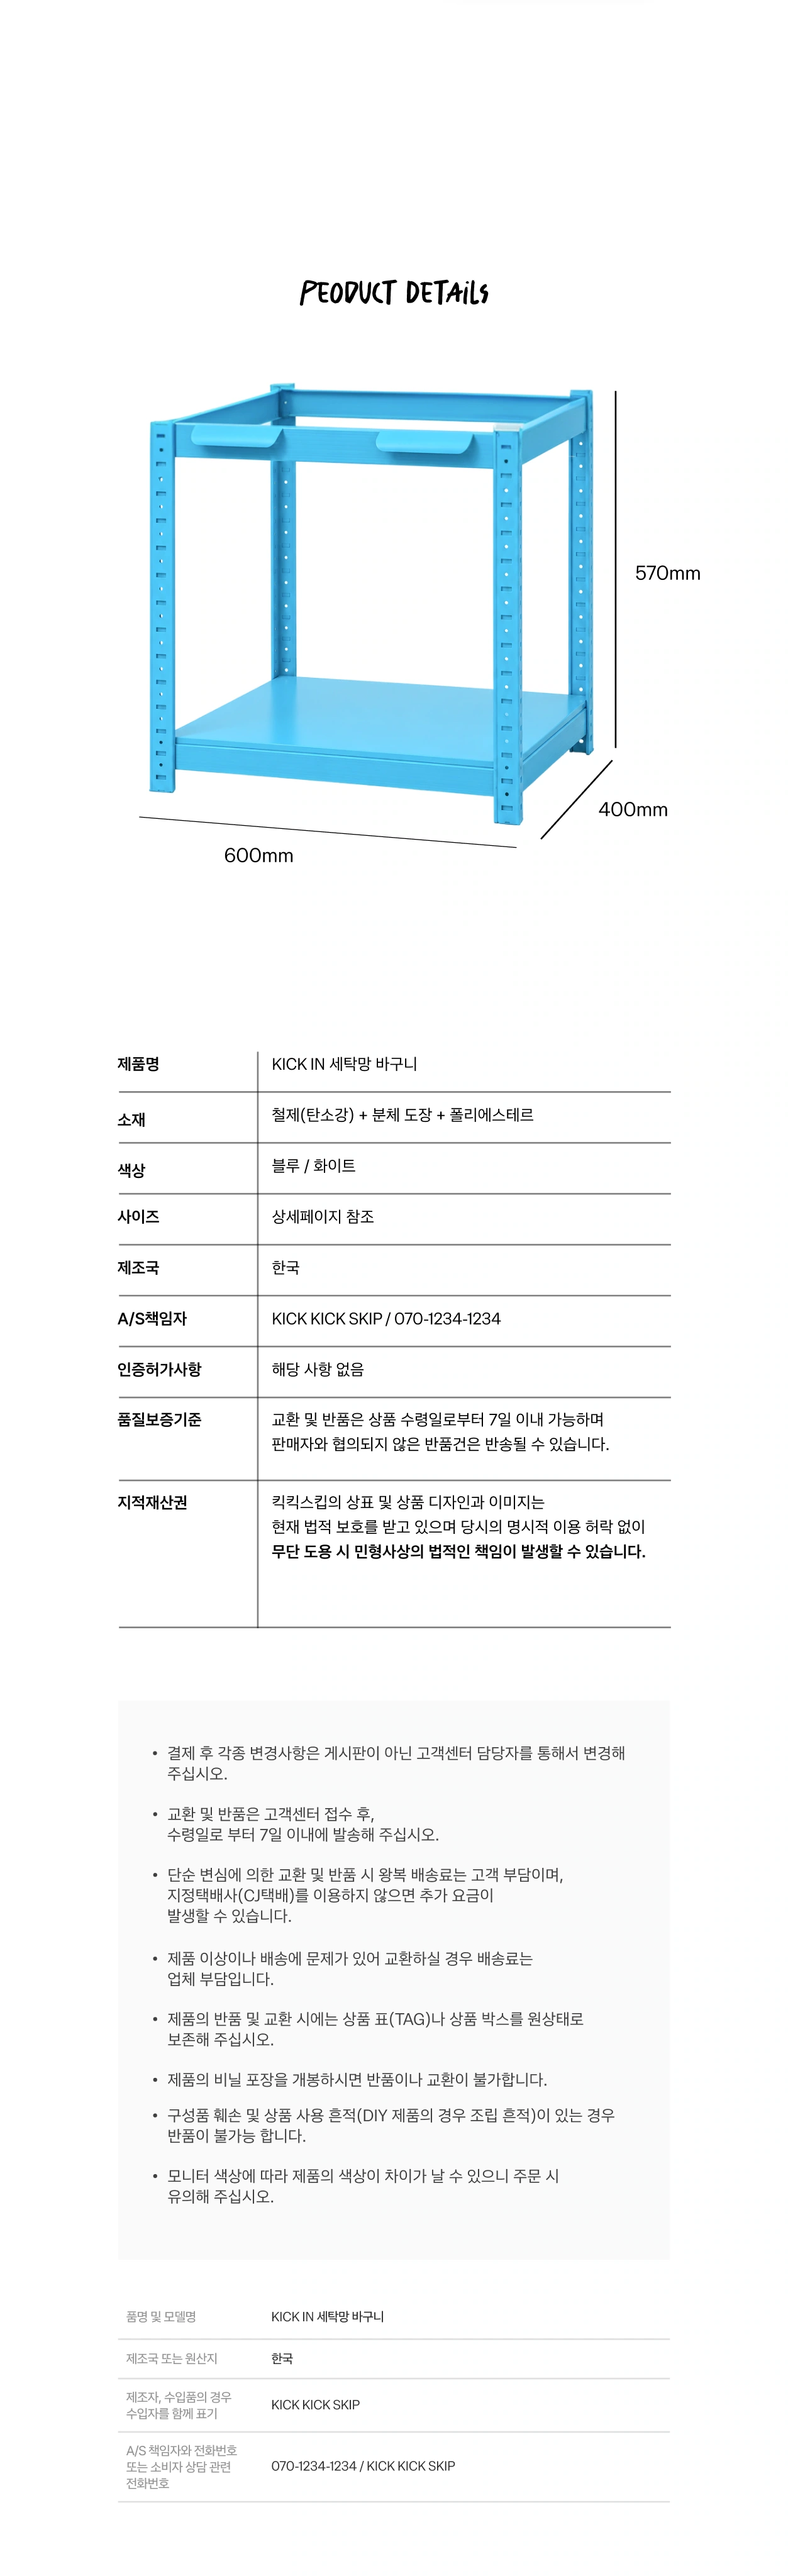 PEODUCT DETAiLS
570mm
400mm
600mm
제품명 KICK IN 세탁망 바구니
소재 철제(탄소강) + 분체 도장 + 폴리에스테르
색상 블루 / 화이트
사이즈 상세페이지 참조
제조국 한국
A/S책임자 KICK KICK SKIP / 070-1234-1234
인증허가사항 해당 사항 없음
품질보증기준 교환 및 반품은 상품 수령일로부터 7일 이내 가능하며
판매자와 협의되지 않은 반품건은 반송될 수 있습니다.
지적재산권 킥킥스킵의 상표 및 상품 디자인과 이미지는
현재 법적 보호를 받고 있으며 당시의 명시적 이용 허락 없이
무단 도용 시 민형사상의 법적인 책임이 발생할 수 있습니다.
• 결제 후 각종 변경사항은 게시판이 아닌 고객센터 담당자를 통해서 변경해
주십시오.
• 교환 및 반품은 고객센터 접수 후,
수령일로 부터 7일 이내에 발송해 주십시오.
• 단순 변심에 의한 교환 및 반품 시 왕복 배송료는 고객 부담이며,
지정택배사(CJ택배)를 이용하지 않으면 추가 요금이
발생할 수 있습니다.
• 제품 이상이나 배송에 문제가 있어 교환하실 경우 배송료는
업체 부담입니다.
• 제품의 반품 및 교환 시에는 상품 표(TAG)나 상품 박스를 원상태로
보존해 주십시오.
• 제품의 비닐 포장을 개봉하시면 반품이나 교환이 불가합니다.
• 구성품 훼손 및 상품 사용 흔적(DIY 제품의 경우 조립 흔적)이 있는 경우
반품이 불가능 합니다.
• 모니터 색상에 따라 제품의 색상이 차이가 날 수 있으니 주문 시
유의해 주십시오.
품명 및 모델명 KICK IN 세탁망 바구니
제조국 또는 원산지 한국
제조자, 수입품의 경우
수입자를 함께 표기 KICK KICK SKIP
A/S 책임자와 전화번호
또는 소비자 상담 관련 070-1234-1234 / KICK KICK SKIP
전화번호